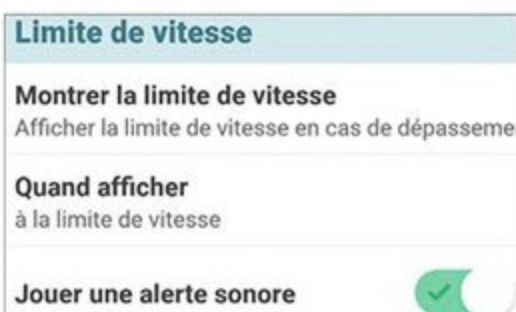 Limite de vitesse
Montrer la limite de vitesse
Afficher la limite de vitesse en cas de
Quand afficher
à la limite de vitesse
Jouer une alerte sonore